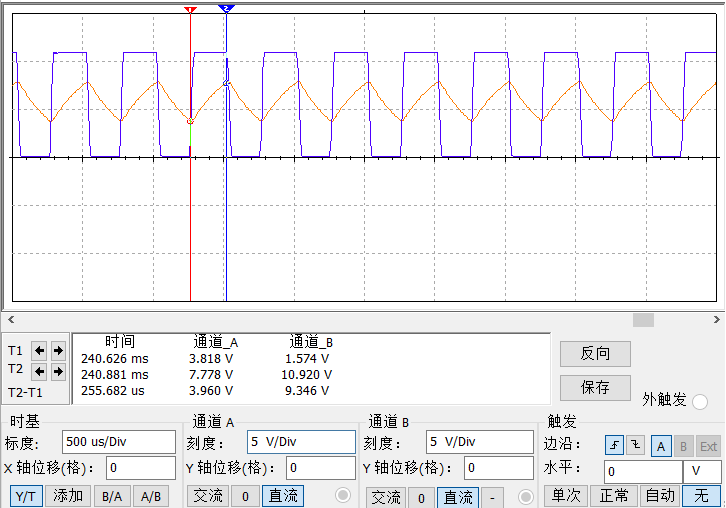 1 2
时间 通道_A 通道_B
T1 240.626 ms 3.818 V 1.574 V
T2 240.881 ms 7.778 V 10.920 V
T2-T1 255.682 us 3.960 V 9.346 V
反向
保存
外触发
时基 通道 A 通道 B 触发
标度: 500 us/Div 刻度: 5 V/Div 刻度: 5 V/Div 边沿: A B Ext
X 轴位移(格): 0 Y 轴位移(格): 0 Y 轴位移(格): 0 水平: 0 V
Y/T 添加 B/A A/B 交流 0 直流 交流 0 直流 - 单次 正常 自动 无